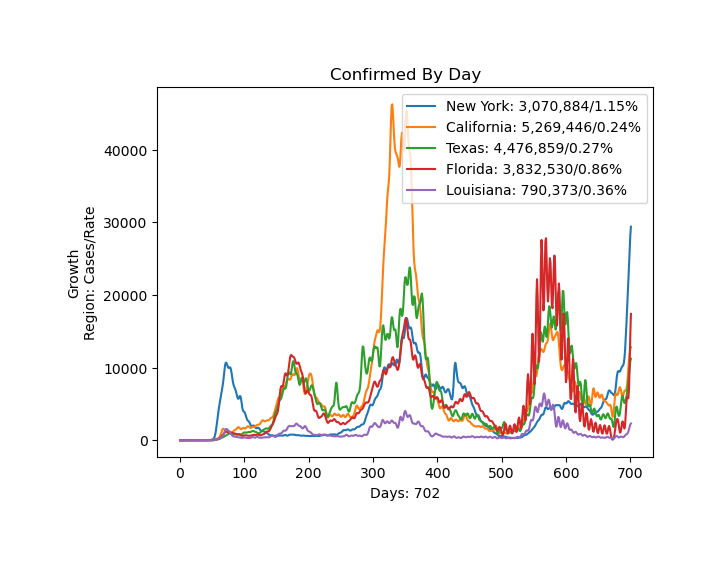 Confirmed By Day
New York: 3,070,884/1.15%
California: 5,269,446/0.24%
Texas: 4,476,859/0.27%
Florida: 3,832,530/0.86%
Louisiana: 790,373/0.36%
Growth
Region: Cases/Rate
40000
30000
20000
10000
0
0 100 200 300 400 500 600 700
Days: 702